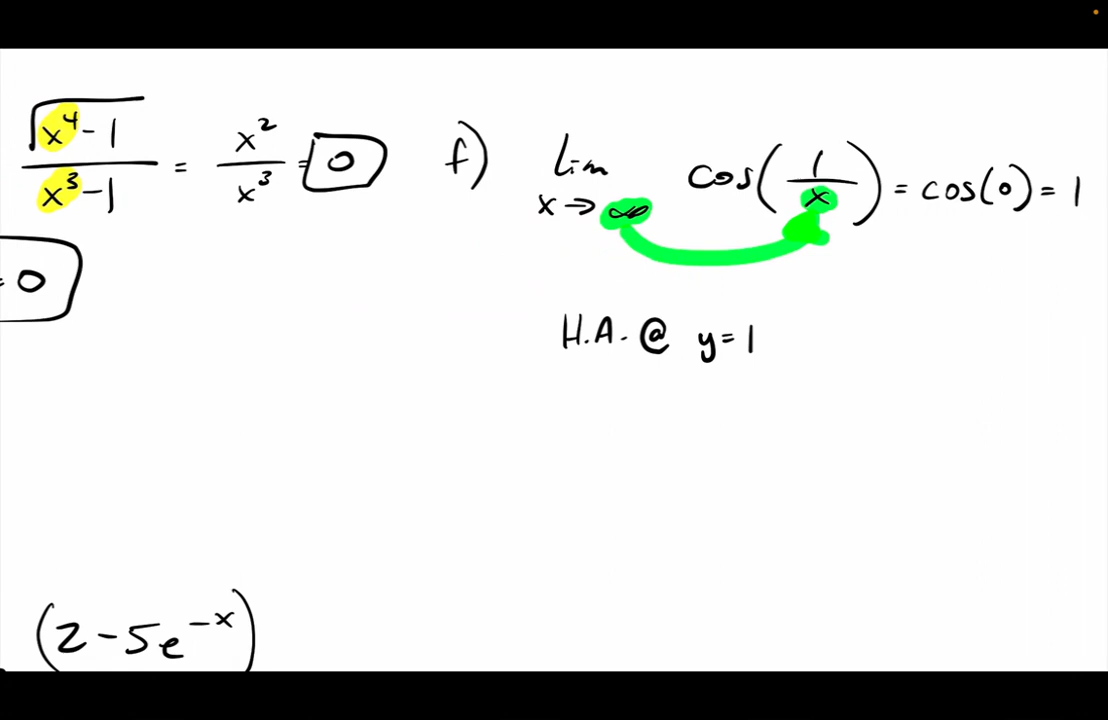 √(x⁴-1) / (x³-1) = x² / x³ = 0
f) lim x→∞ cos(1/x) = cos(0) = 1
= 0
H.A. @ y=1
(2-5e⁻ˣ)